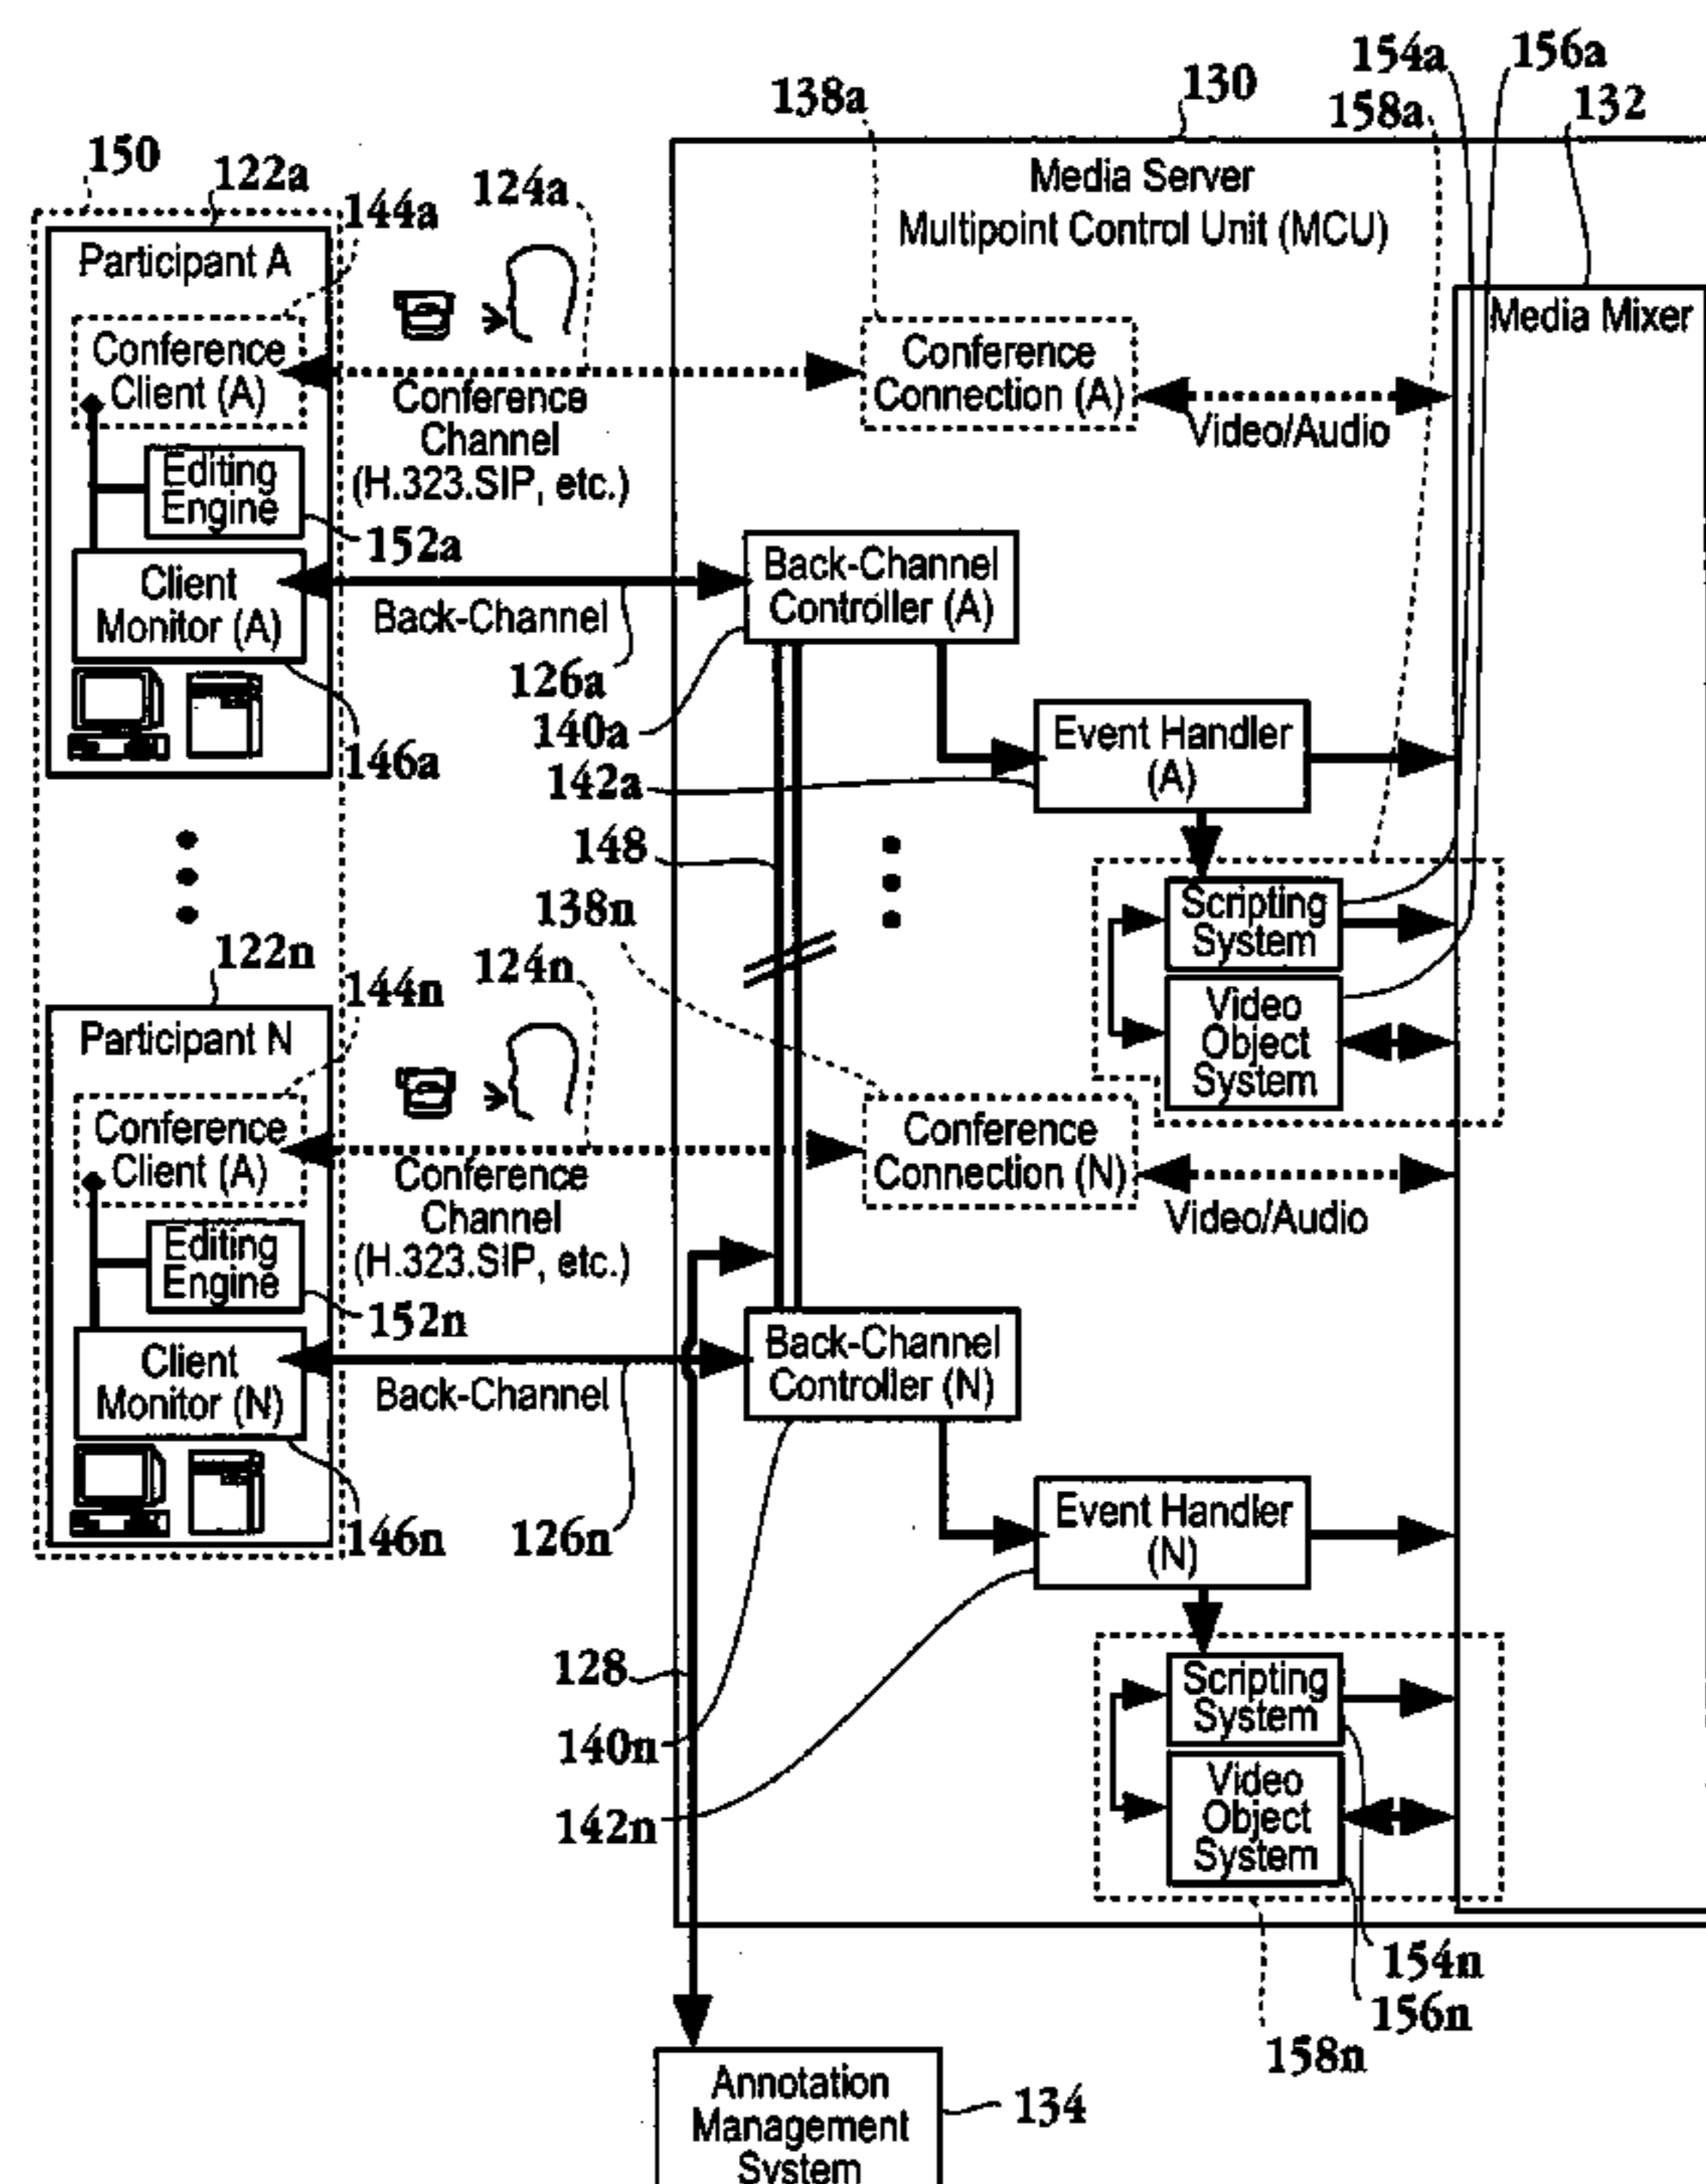 154a
156a
130
138a
158a
132
150
122a
124a
144a
Media Server
Multipoint Control Unit (MCU)
Participant A
Media Mixer
Conference
Client (A)
Conference
Channel
(H.323.SIP, etc.)
Conference
Connection (A)
Video/Audio
Editing
Engine
152a
Client
Monitor (A)
Back-Channel
Back-Channel
Controller (A)
126a
140a
146a
142a
Event Handler
(A)
148
138n
Scripting
System
122n
124n
144n
Video
Object
System
Participant N
Conference
Client (A)
Conference
Channel
(H.323.SIP, etc.)
Conference
Connection (N)
Video/Audio
Editing
Engine
152n
Client
Monitor (N)
Back-Channel
Back-Channel
Controller (N)
126n
146n
Event Handler
(N)
128
140n
142n
Scripting
System
Video
Object
System
154n
156n
158n
Annotation
Management
System
134